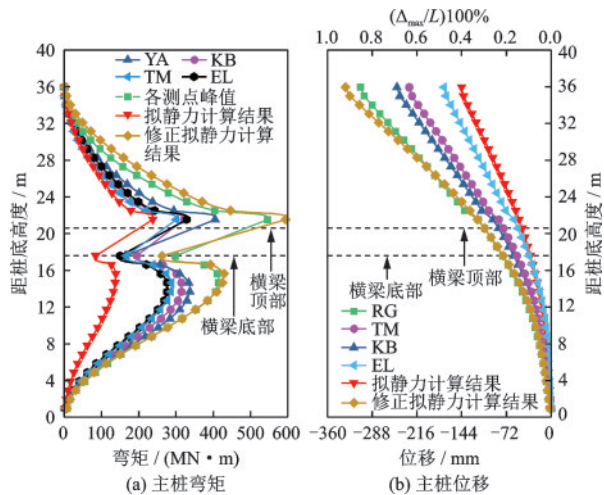 40
36
32
28
24
20
16
12
8
4
0
距桩底高度 / m
YA
KB
TM
EL
各测点峰值
拟静力计算结果
修正拟静力计算
结果
横梁
顶部
横梁底部
0 100 200 300 400 500 600
弯矩 / (MN·m)
(a) 主桩弯矩
(Δmax/L)100%
1.0 0.8 0.6 0.4 0.2 0.0
40
36
32
28
24
20
16
12
8
4
0
距桩底高度 / m
横梁底部
横梁顶部
RG
TM
KB
EL
拟静力计算结果
修正拟静力计算结果
−360 −288 −216 −144 −72 0
位移 / mm
(b) 主桩位移